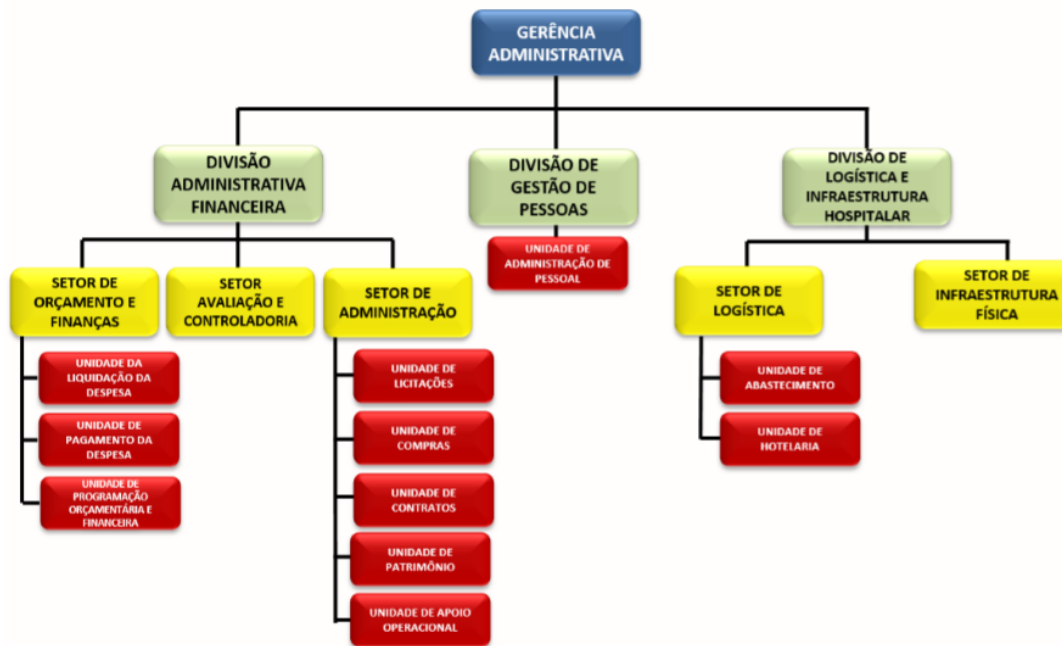 GERÊNCIA
ADMINISTRATIVA
DIVISÃO
ADMINISTRATIVA
FINANCEIRA
DIVISÃO DE
GESTÃO DE
PESSOAS
DIVISÃO DE
LOGÍSTICA E
INFRAESTRUTURA
HOSPITALAR
UNIDADE DE
ADMINISTRAÇÃO DE
PESSOAL
SETOR DE
ORÇAMENTO E
FINANÇAS
SETOR
AVALIAÇÃO E
CONTROLADORIA
SETOR DE
ADMINISTRAÇÃO
SETOR DE
LOGÍSTICA
SETOR DE
INFRAESTRUTURA
FÍSICA
UNIDADE DA
LIQUIDAÇÃO DA
DESPESA
UNIDADE DE
PAGAMENTO DA
DESPESA
UNIDADE DE
PROGRAMAÇÃO
ORÇAMENTÁRIA E
FINANCEIRA
UNIDADE DE
LICITAÇÕES
UNIDADE DE
COMPRAS
UNIDADE DE
CONTRATOS
UNIDADE DE
PATRIMÔNIO
UNIDADE DE APOIO
OPERACIONAL
UNIDADE DE
ABASTECIMENTO
UNIDADE DE
HOTELARIA